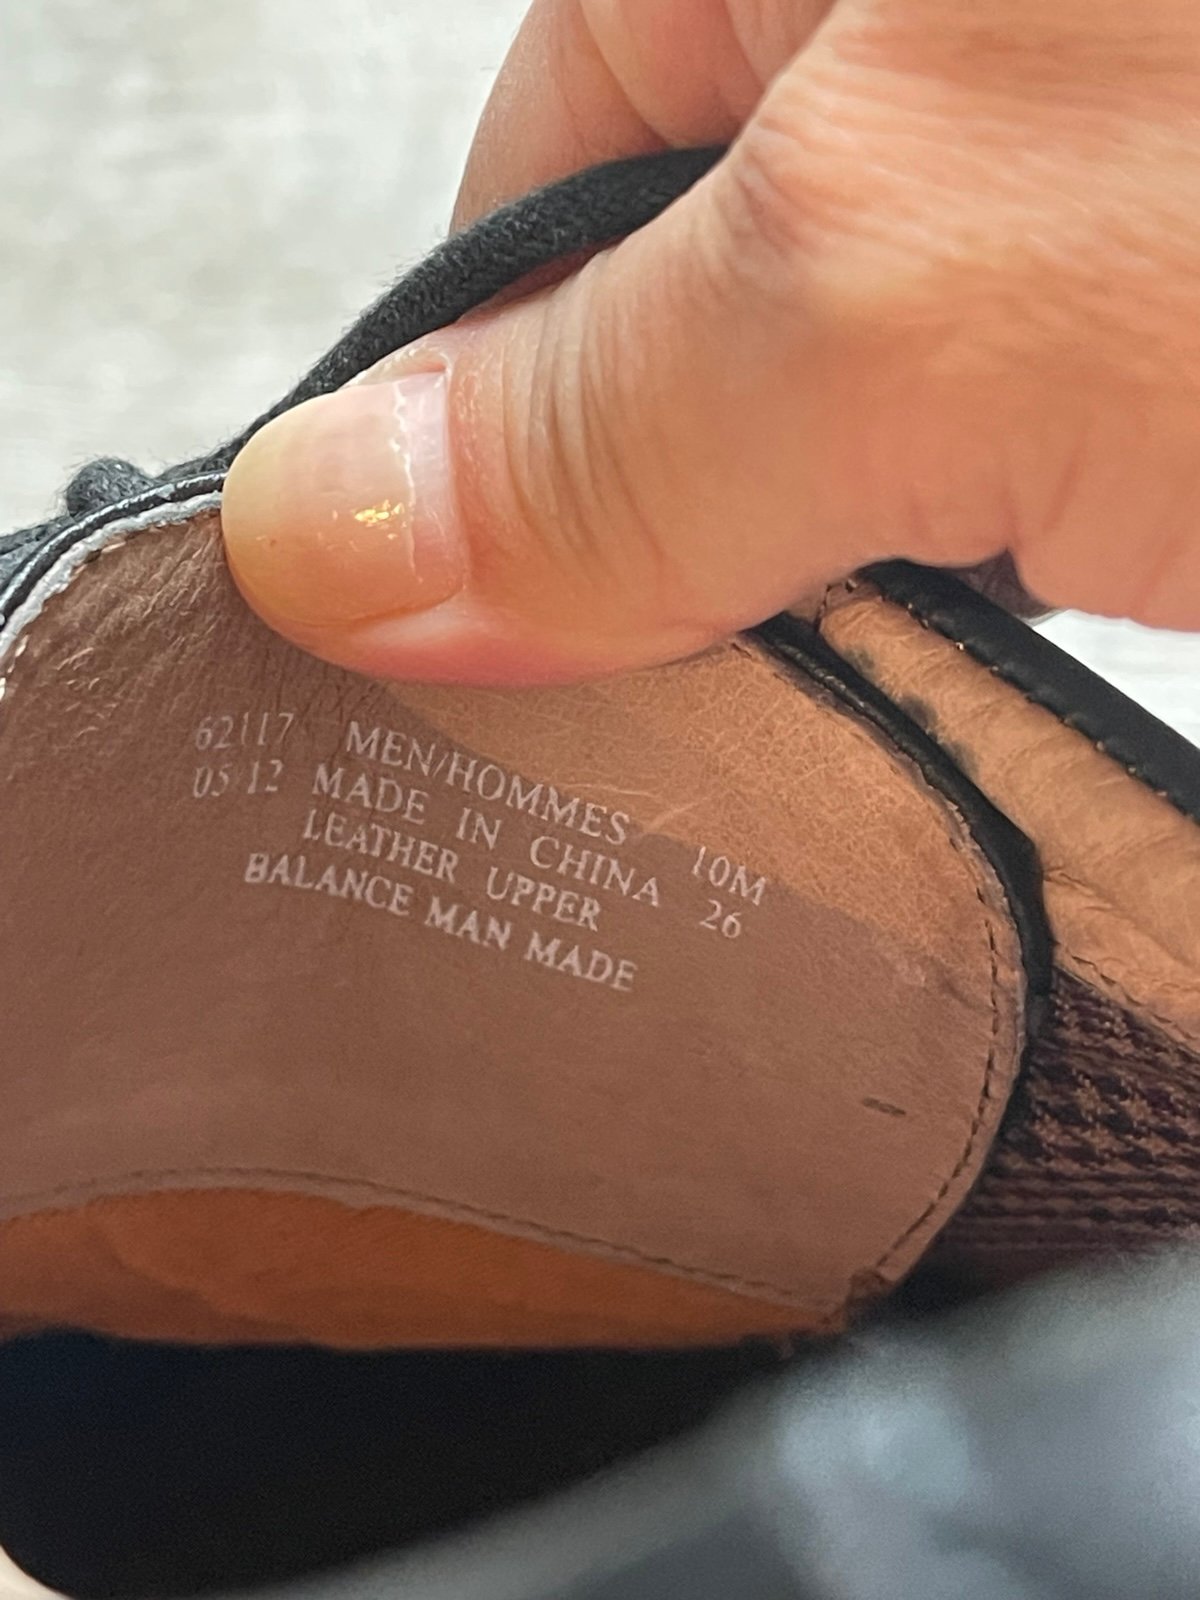 62117 MEN/HOMMES 10M
05 12 MADE IN CHINA 26
LEATHER UPPER
BALANCE MAN MADE